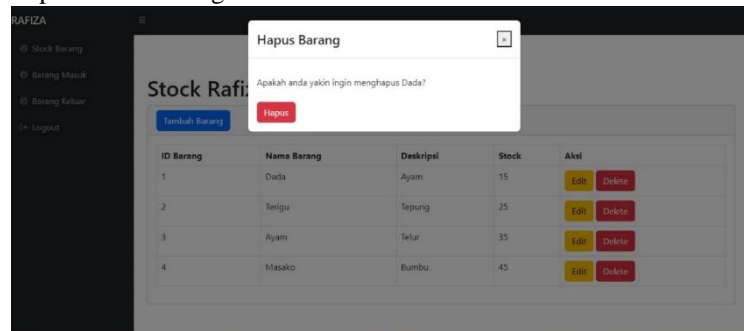 RAFIZA
Hapus Barang
x
Stock Barang
Barang Masuk
Barang Keluar
Logout
Apakah anda yakin ingin menghapus Dada?
Hapus
Stock Rafiz
Tambah Barang
ID Barang Nama Barang Deskripsi Stock Aksi
1 Dada Ayam 15 Edit Delete
2 Terigu Tepung 25 Edit Delete
3 Ayam Telur 35 Edit Delete
4 Masako Bumbu 45 Edit Delete